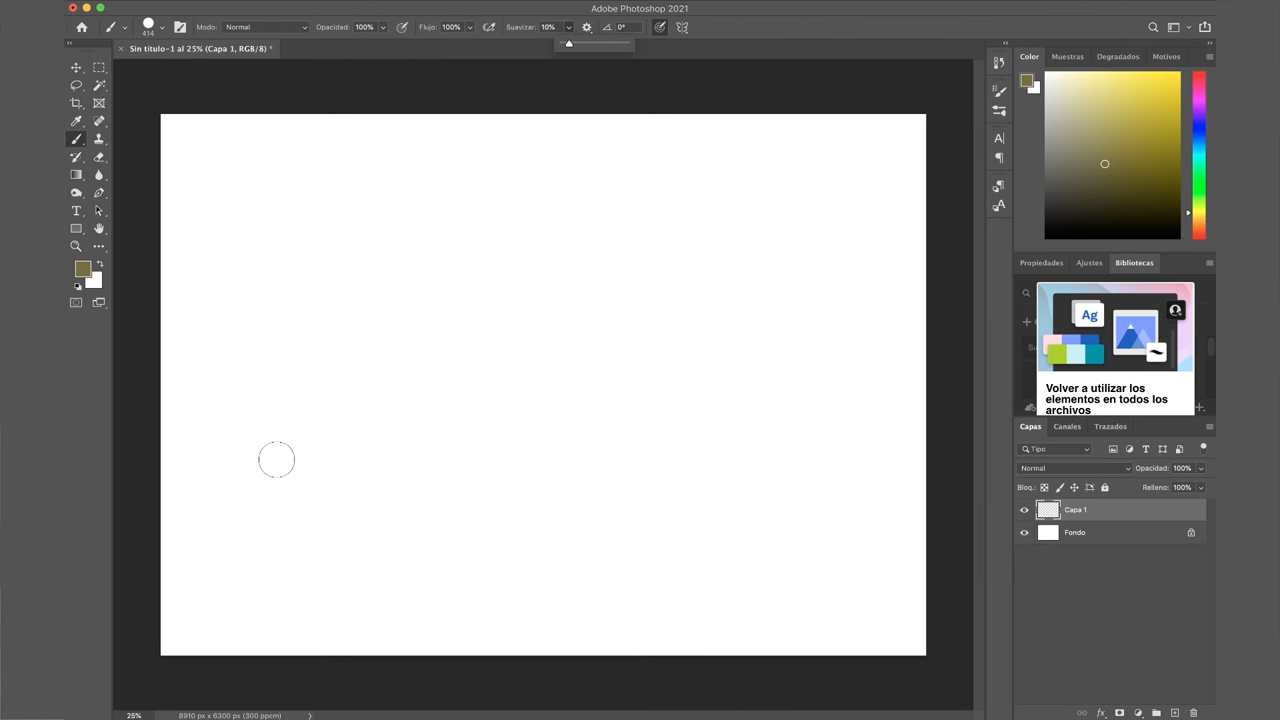 Adobe Photoshop 2021
414
Modo: Normal
Opacidad: 100%
Flujo: 100%
Suavizar: 10%
0°
Sin título-1 al 25% (Capa 1, RGB/8) *
Color Muestras Degradados Motivos
Propiedades Ajustes Bibliotecas
Ag
Volver a utilizar los
elementos en todos los
archivos
Capas Canales Trazados
Tipo
Normal Opacidad: 100%
Bloq.: Relleno: 100%
Capa 1
Fondo
25% 8910 px x 6300 px (300 ppcm)